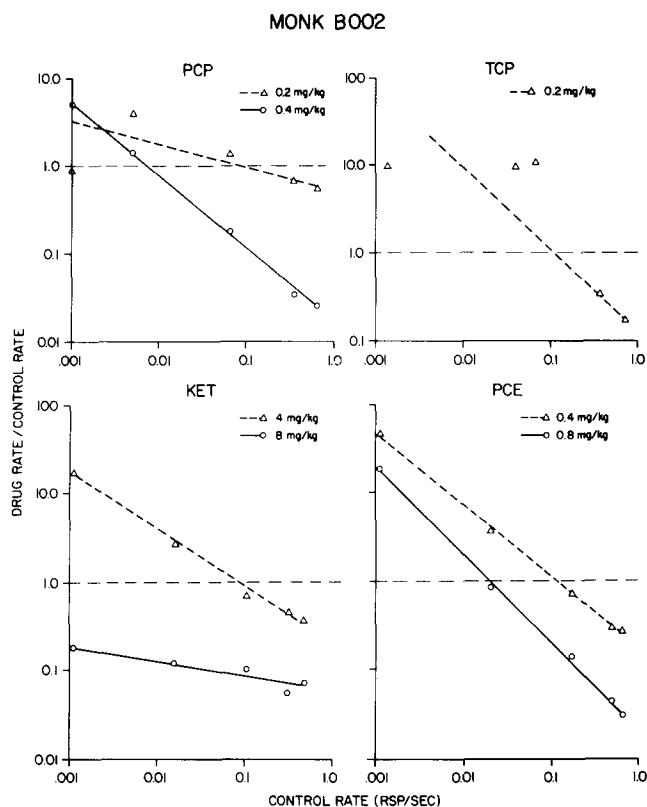 MONK B002
PCP
0.2 mg/kg
0.4 mg/kg
10.0
1.0
0.1
0.01
.001
0.01
0.1
1.0
TCP
0.2 mg/kg
100
10.0
1.0
0.1
.001
0.01
0.1
1.0
DRUG RATE/CONTROL RATE
KET
4 mg/kg
8 mg/kg
100
10.0
1.0
0.1
0.01
.001
0.01
0.1
1.0
PCE
0.4 mg/kg
0.8 mg/kg
.001
0.01
0.1
1.0
CONTROL RATE (RSP/SEC)